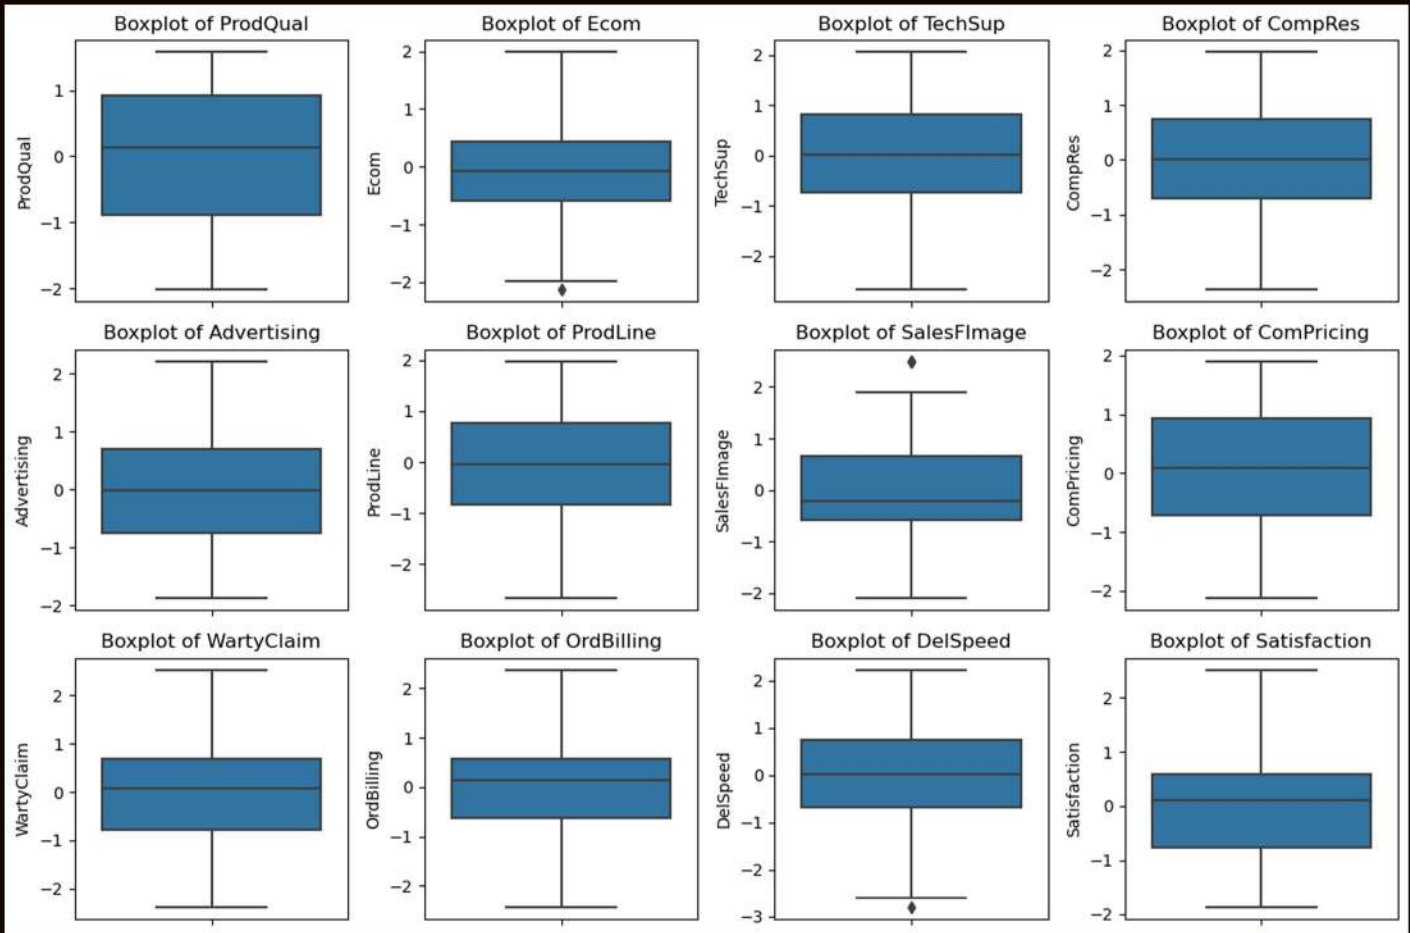 Boxplot of ProdQual
Boxplot of Ecom
Boxplot of TechSup
Boxplot of CompRes
ProdQual
1
0
−1
−2
Ecom
2
1
0
−1
−2
TechSup
2
1
0
−1
−2
CompRes
2
1
0
−1
−2
Boxplot of Advertising
Boxplot of ProdLine
Boxplot of SalesFImage
Boxplot of ComPricing
Advertising
2
1
0
−1
−2
ProdLine
2
1
0
−1
−2
SalesFImage
2
1
0
−1
−2
ComPricing
2
1
0
−1
−2
Boxplot of WartyClaim
Boxplot of OrdBilling
Boxplot of DelSpeed
Boxplot of Satisfaction
WartyClaim
2
1
0
−1
−2
OrdBilling
2
1
0
−1
−2
DelSpeed
2
1
0
−1
−2
−3
Satisfaction
2
1
0
−1
−2